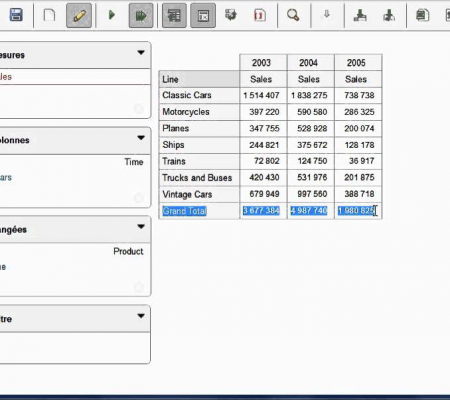 2003 2004 2005
Line Sales Sales Sales
Classic Cars 1 514 407 1 838 275 738 738
Motorcycles 397 220 590 580 286 325
Planes 347 755 528 928 200 074
Ships 244 821 375 672 128 178
Trains 72 802 124 750 36 917
Trucks and Buses 420 430 531 976 201 875
Vintage Cars 679 949 997 560 388 718
Grand Total 3 677 384 4 987 740 1 980 825
esures
les
olonnes
Time
ars
ngées
Product
e
tre